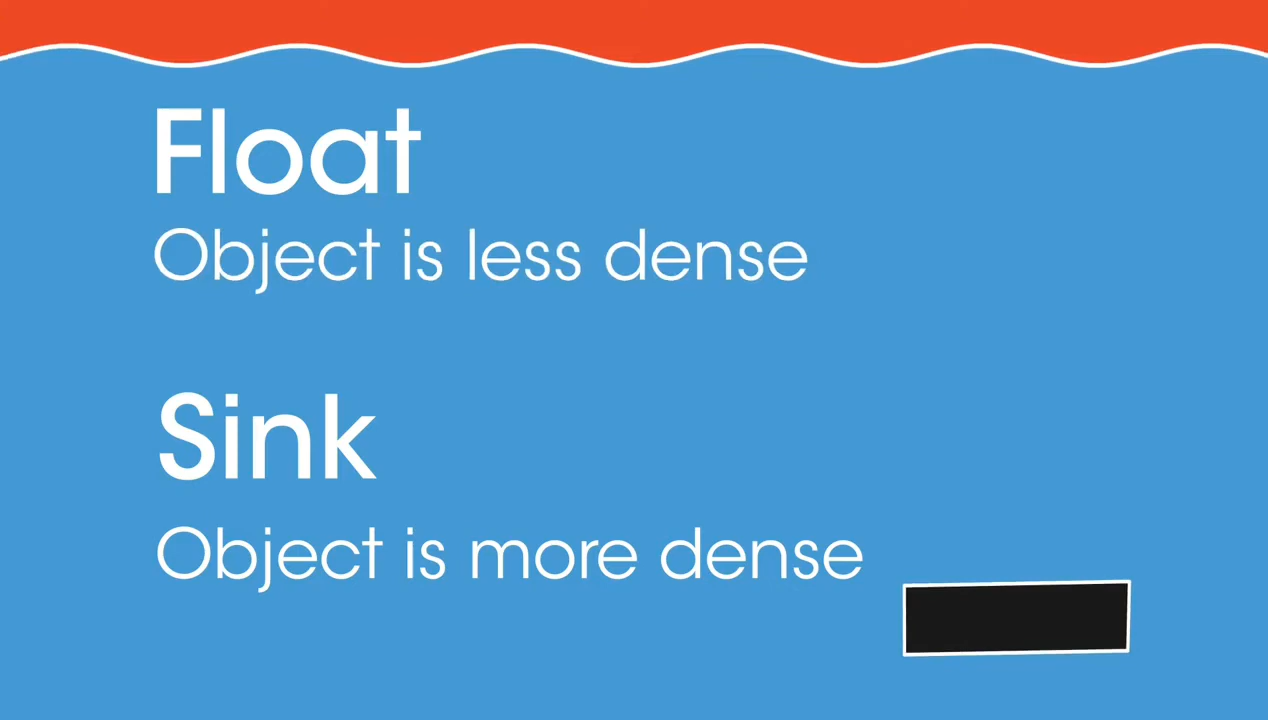 Float
Object is less dense
Sink
Object is more dense